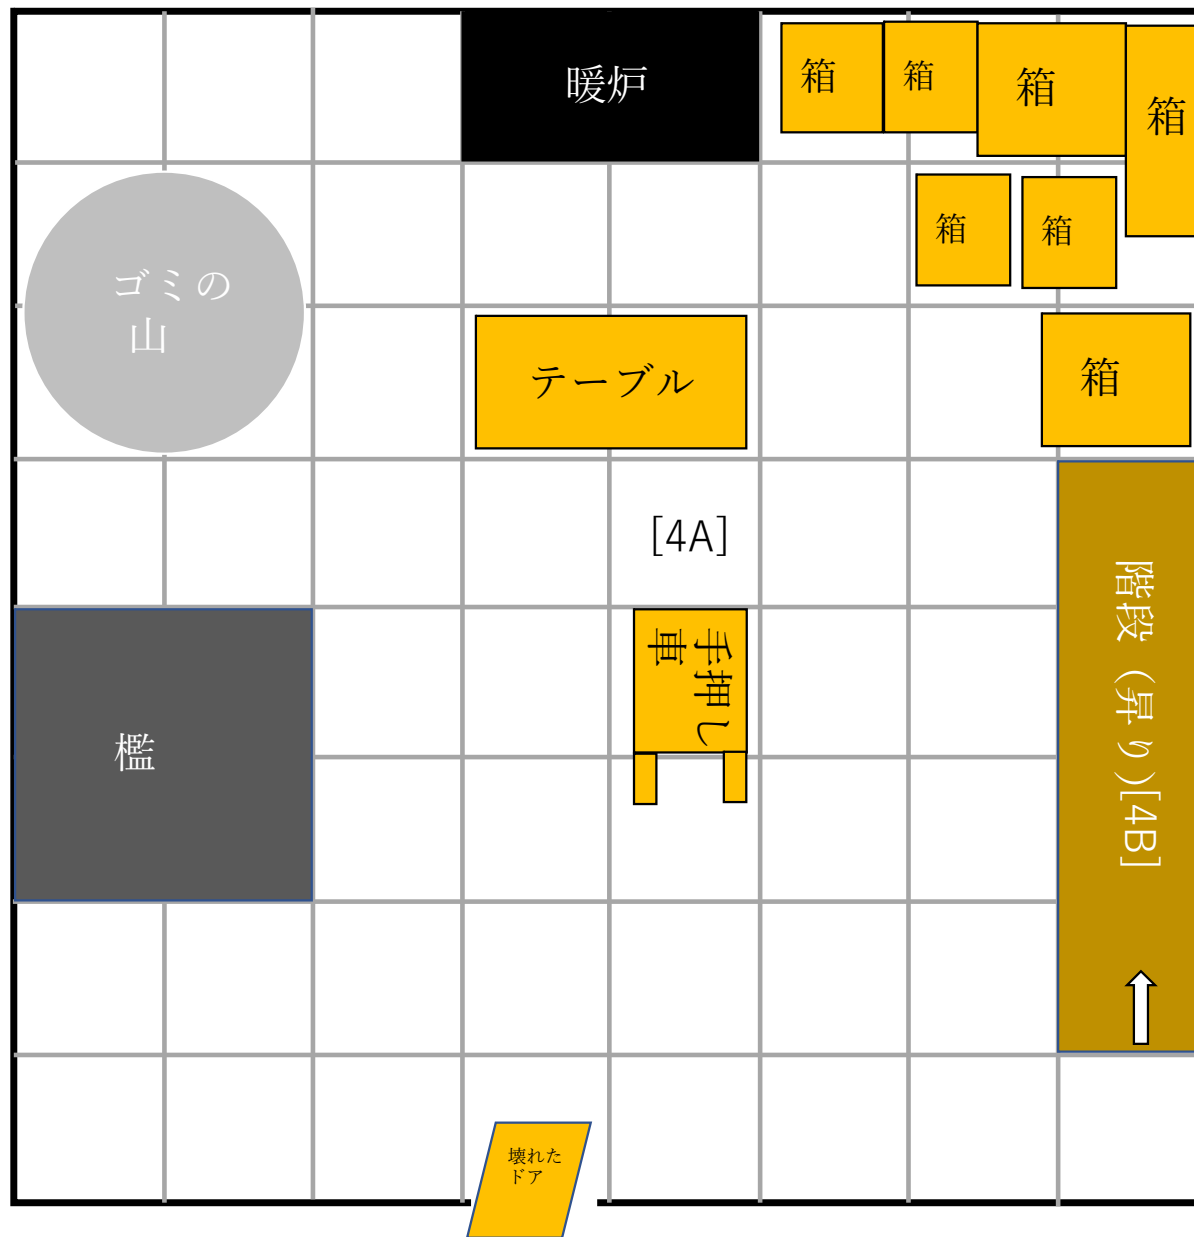 暖炉
箱
箱
箱
箱
箱
箱
ゴミの
山
テーブル
箱
[4A]
手押し
車
階段（昇り)[4B]
檻
壊れた
ドア